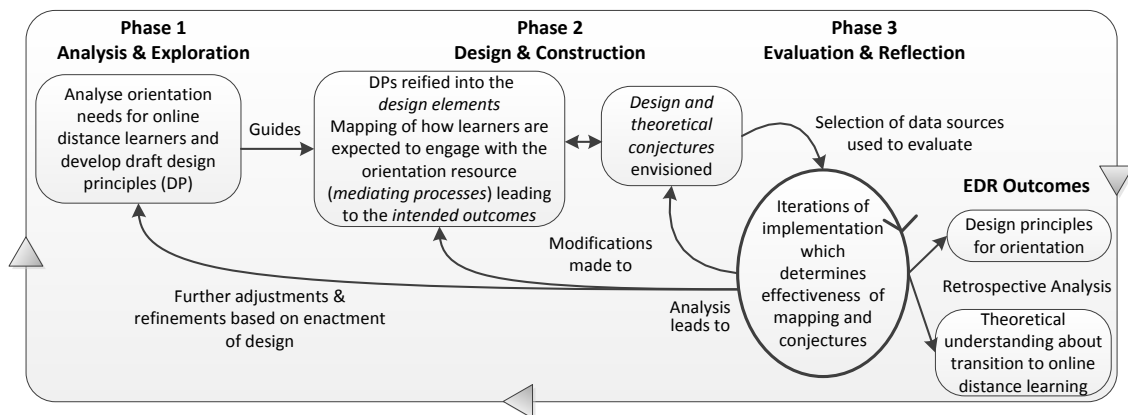 Phase 1
Analysis & Exploration
Phase 2
Design & Construction
Phase 3
Evaluation & Reflection
Analyse orientation
needs for online
distance learners and
develop draft design
principles (DP)
Guides
DPs reified into the
design elements
Mapping of how learners are
expected to engage with the
orientation resource
(mediating processes) leading
to the intended outcomes
Design and
theoretical
conjectures
envisioned
Selection of data sources
used to evaluate
Iterations of
implementation
which
determines
effectiveness of
mapping and
conjectures
EDR Outcomes
Design principles
for orientation
Retrospective Analysis
Theoretical
understanding about
transition to online
distance learning
Modifications
made to
Analysis
leads to
Further adjustments &
refinements based on enactment
of design